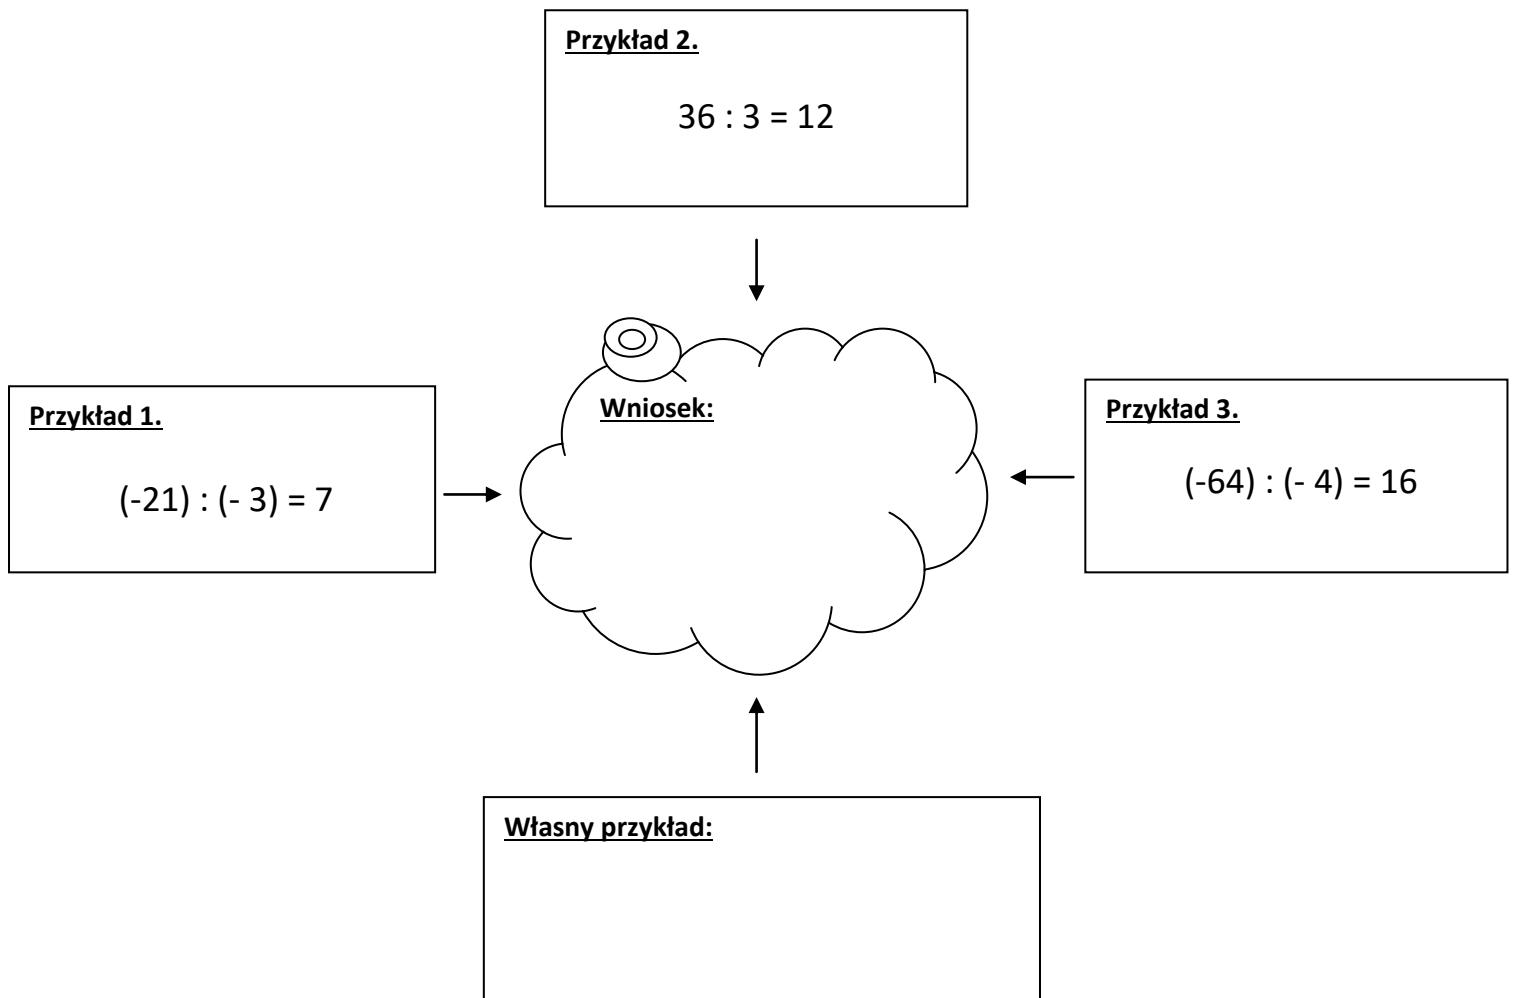 Przykład 2.
36 : 3 = 12
Przykład 1.
(-21) : (- 3) = 7
Wniosek:
Przykład 3.
(-64) : (- 4) = 16
Własny przykład: